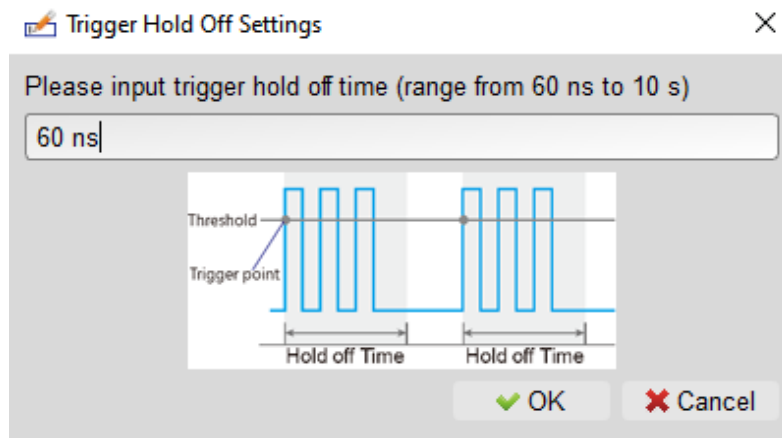 Trigger Hold Off Settings
Please input trigger hold off time (range from 60 ns to 10 s)
60 ns
Threshold
Trigger point
Hold off Time Hold off Time
OK Cancel